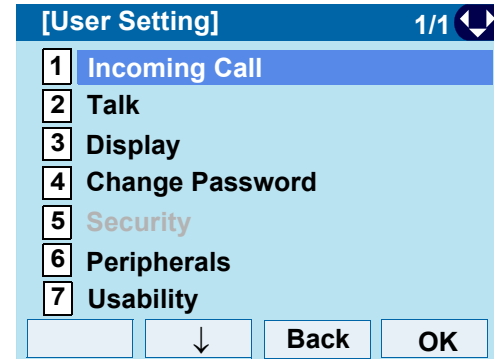 [User Setting] 1/1
1 Incoming Call
2 Talk
3 Display
4 Change Password
5 Security
6 Peripherals
7 Usability
↓ Back OK